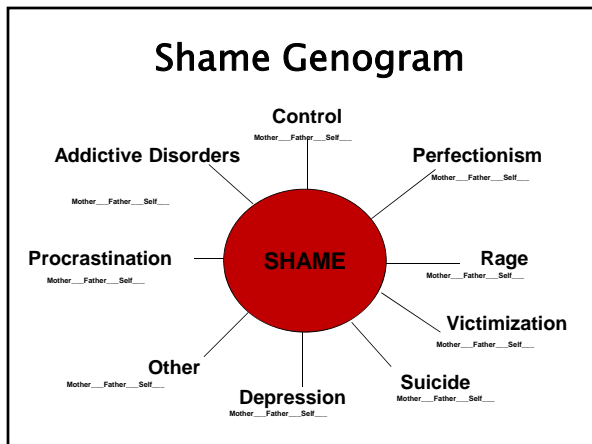 Shame Genogram
Control
Mother___Father___Self___
Addictive Disorders
Mother___Father___Self___
Perfectionism
Mother___Father___Self___
Procrastination
Mother___Father___Self___
SHAME
Rage
Mother___Father___Self___
Victimization
Mother___Father___Self___
Other
Mother___Father___Self___
Depression
Mother___Father___Self___
Suicide
Mother___Father___Self___